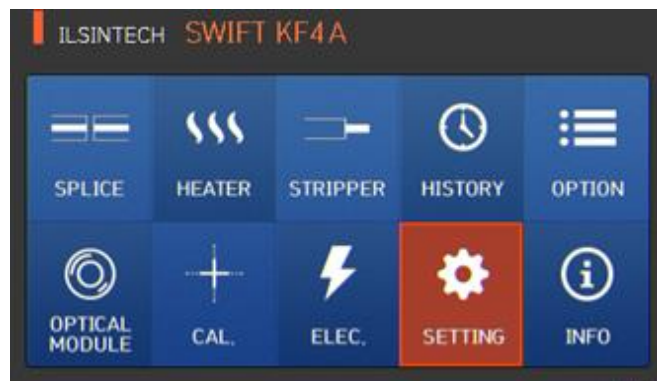 ILSINTECH SWIFT KF4A
SPLICE HEATER STRIPPER HISTORY OPTION
OPTICAL MODULE CAL. ELEC. SETTING INFO